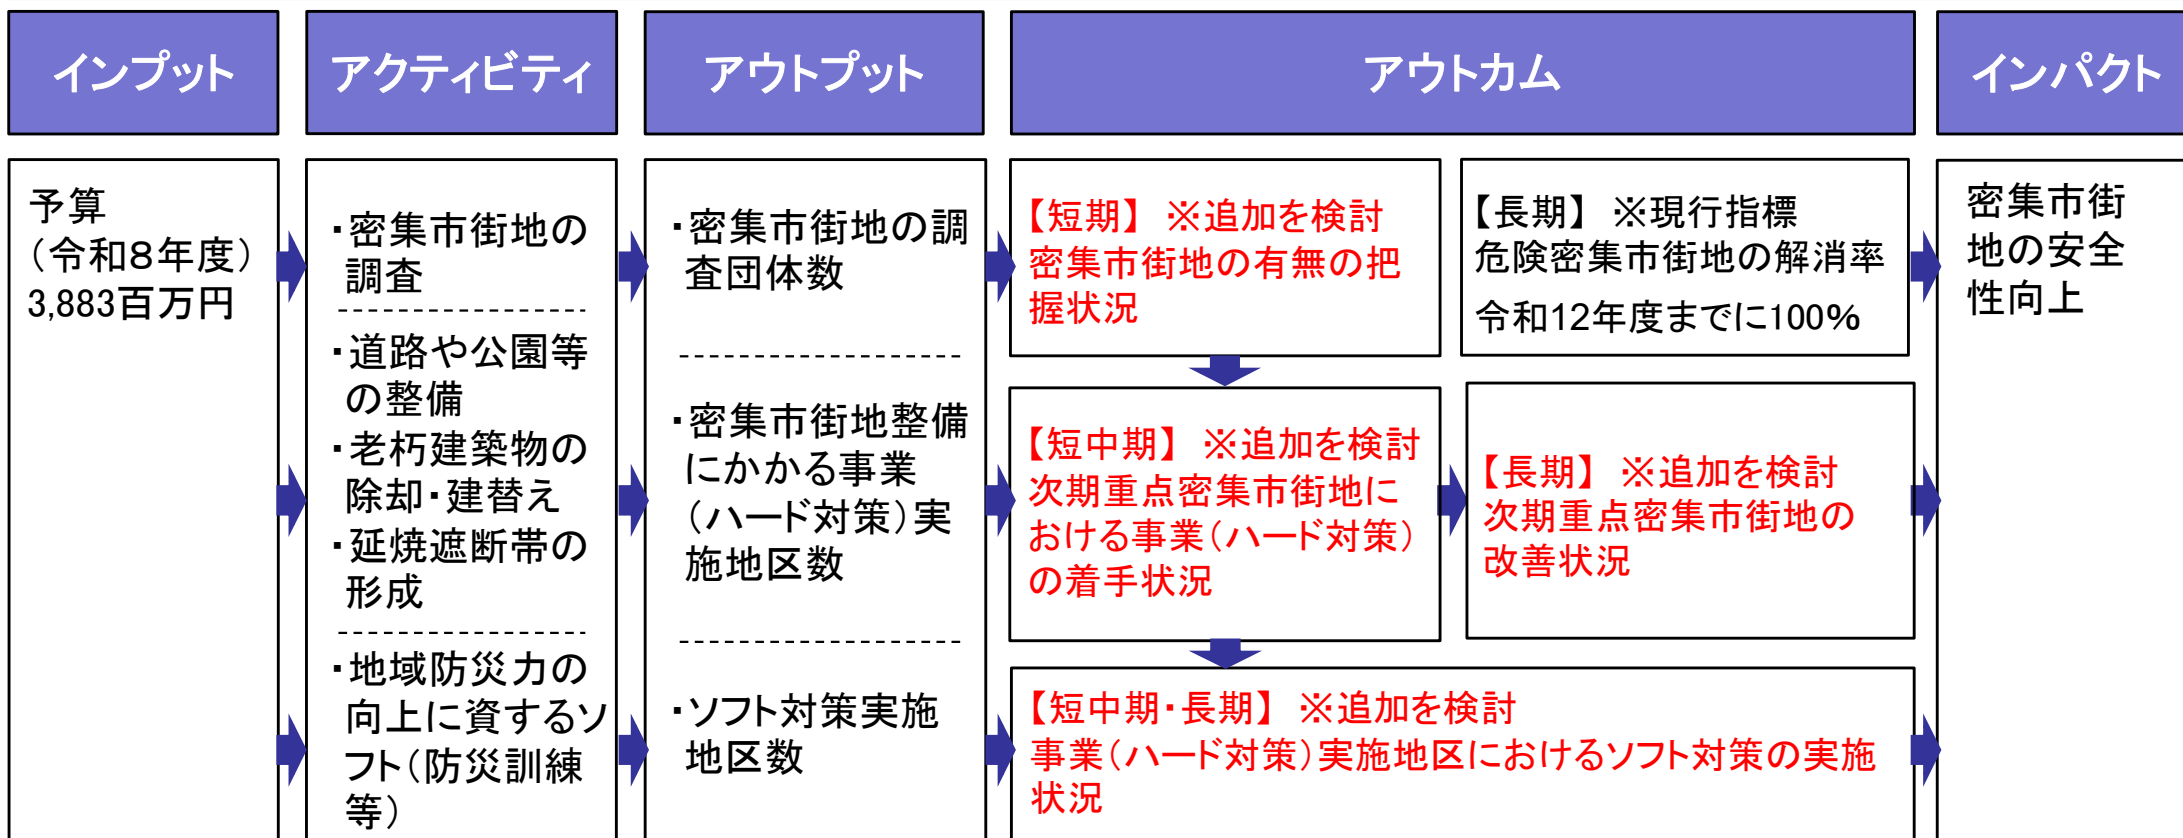 インプット
アクティビティ
アウトプット
アウトカム
インパクト
予算
（令和８年度）
3,883百万円
・密集市街地の
調査
・道路や公園等
の整備
・老朽建築物の
除却・建替え
・延焼遮断帯の
形成
・地域防災力の
向上に資するソ
フト（防災訓練
等）
・密集市街地の調
査団体数
・密集市街地整備
にかかる事業
（ハード対策）実
施地区数
・ソフト対策実施
地区数
【短期】 ※追加を検討
密集市街地の有無の把
握状況
【長期】 ※現行指標
危険密集市街地の解消率
令和12年度までに100%
【短中期】 ※追加を検討
次期重点密集市街地に
おける事業（ハード対策）
の着手状況
【長期】 ※追加を検討
次期重点密集市街地の
改善状況
【短中期・長期】 ※追加を検討
事業（ハード対策）実施地区におけるソフト対策の実施
状況
密集市街
地の安全
性向上